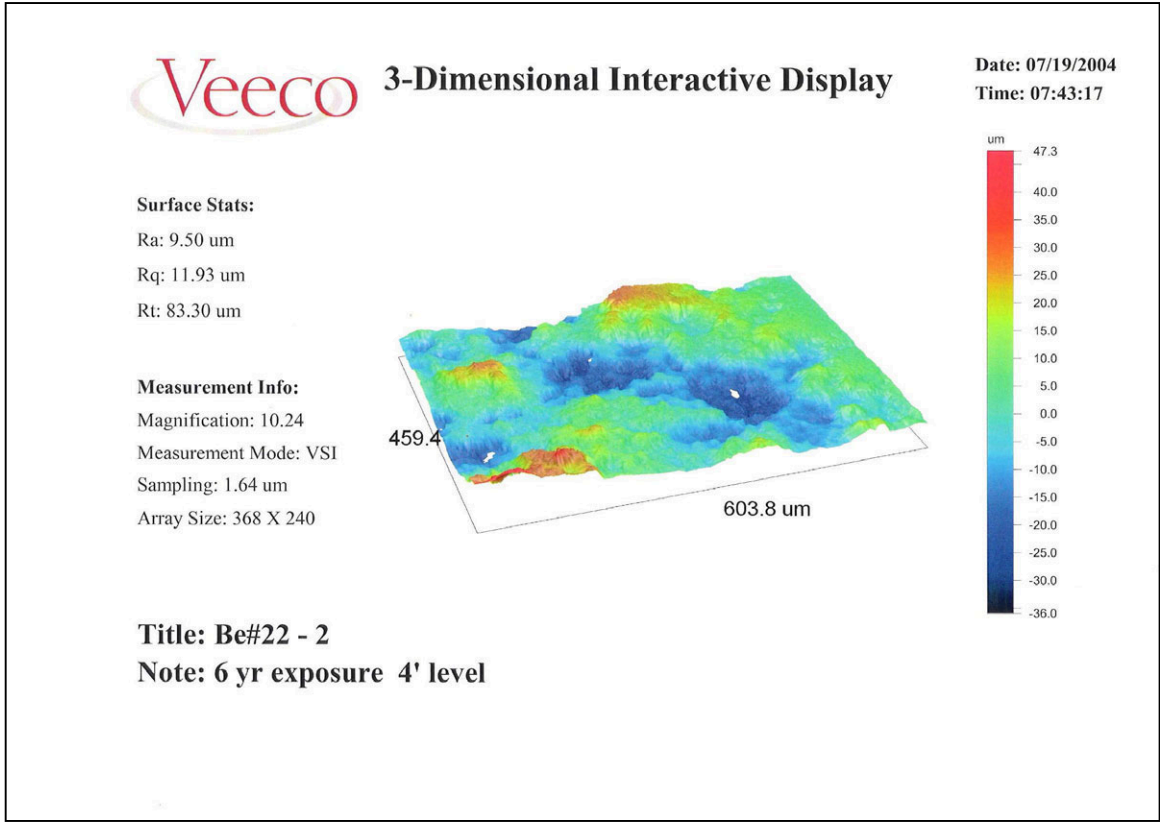 Veeco
3-Dimensional Interactive Display
Date: 07/19/2004
Time: 07:43:17
Surface Stats:
Ra: 9.50 um
Rq: 11.93 um
Rt: 83.30 um
Measurement Info:
Magnification: 10.24
Measurement Mode: VSI
Sampling: 1.64 um
Array Size: 368 X 240
459.4
603.8 um
um
47.3
40.0
35.0
30.0
25.0
20.0
15.0
10.0
5.0
0.0
-5.0
-10.0
-15.0
-20.0
-25.0
-30.0
-36.0
Title: Be#22 - 2
Note: 6 yr exposure 4' level